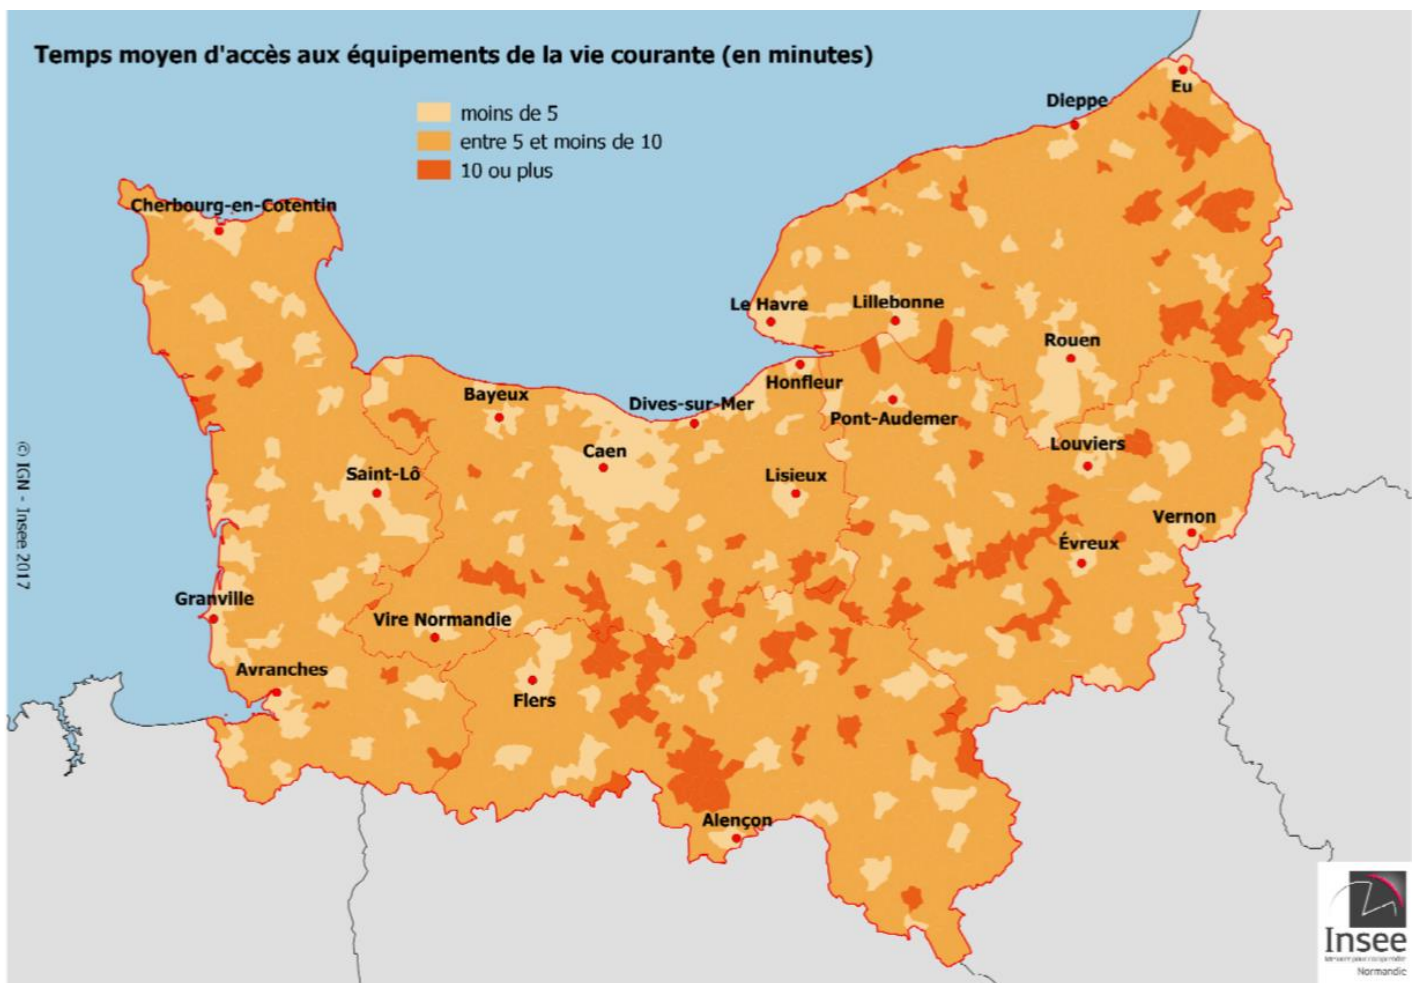 Temps moyen d'accès aux équipements de la vie courante (en minutes)
moins de 5
entre 5 et moins de 10
10 ou plus
Eu
Dieppe
Cherbourg-en-Cotentin
Le Havre
Lillebonne
Rouen
Honfleur
Bayeux
Dives-sur-Mer
Pont-Audemer
Louviers
Caen
Saint-Lô
Lisieux
Vernon
Évreux
Granville
Vire Normandie
Avranches
Flers
Alençon
© IGN - Insee 2017
Insee
Mesurer pour comprendre
Normandie